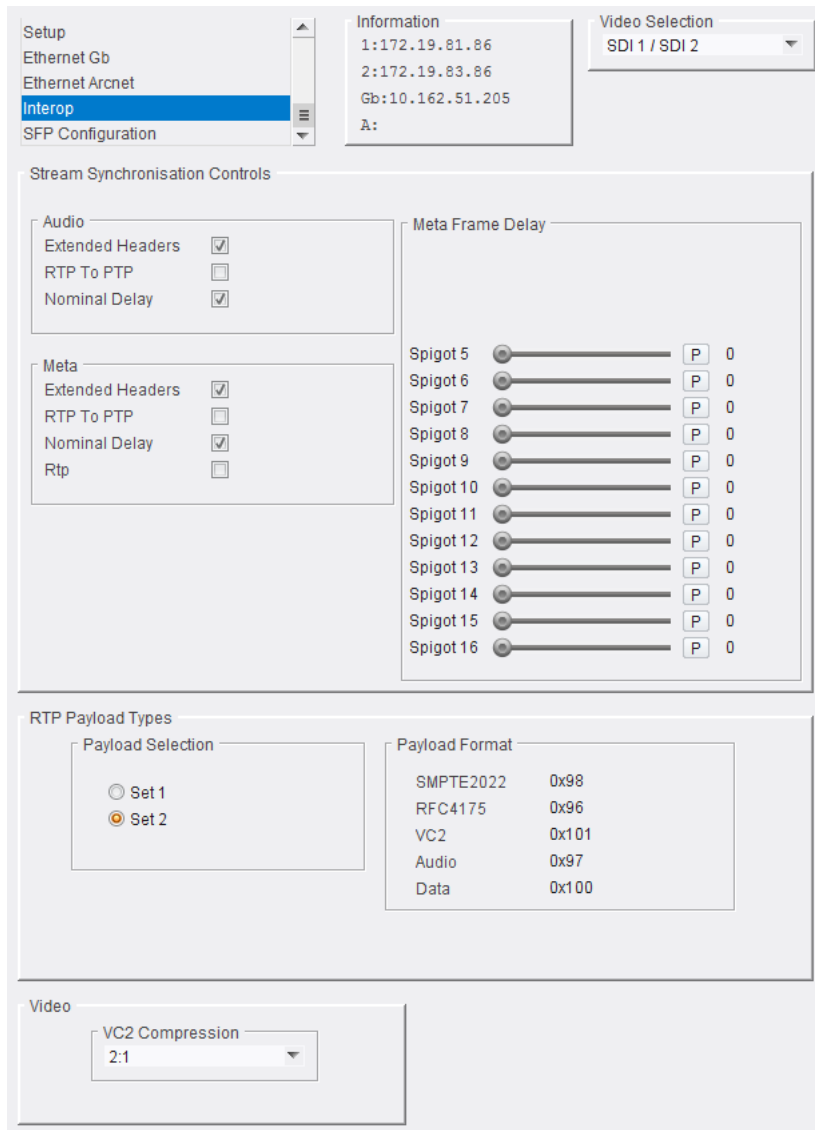 Setup
Ethernet Gb
Ethernet Arcnet
Interop
SFP Configuration
Information
1:172.19.81.86
2:172.19.83.86
Gb:10.162.51.205
A:
Video Selection
SDI 1 / SDI 2
Stream Synchronisation Controls
Audio
Extended Headers
RTP To PTP
Nominal Delay
Meta
Extended Headers
RTP To PTP
Nominal Delay
Rtp
Meta Frame Delay
Spigot 5 P 0
Spigot 6 P 0
Spigot 7 P 0
Spigot 8 P 0
Spigot 9 P 0
Spigot 10 P 0
Spigot 11 P 0
Spigot 12 P 0
Spigot 13 P 0
Spigot 14 P 0
Spigot 15 P 0
Spigot 16 P 0
RTP Payload Types
Payload Selection
Set 1
Set 2
Payload Format
SMPTE2022 0x98
RFC4175 0x96
VC2 0x101
Audio 0x97
Data 0x100
Video
VC2 Compression
2:1